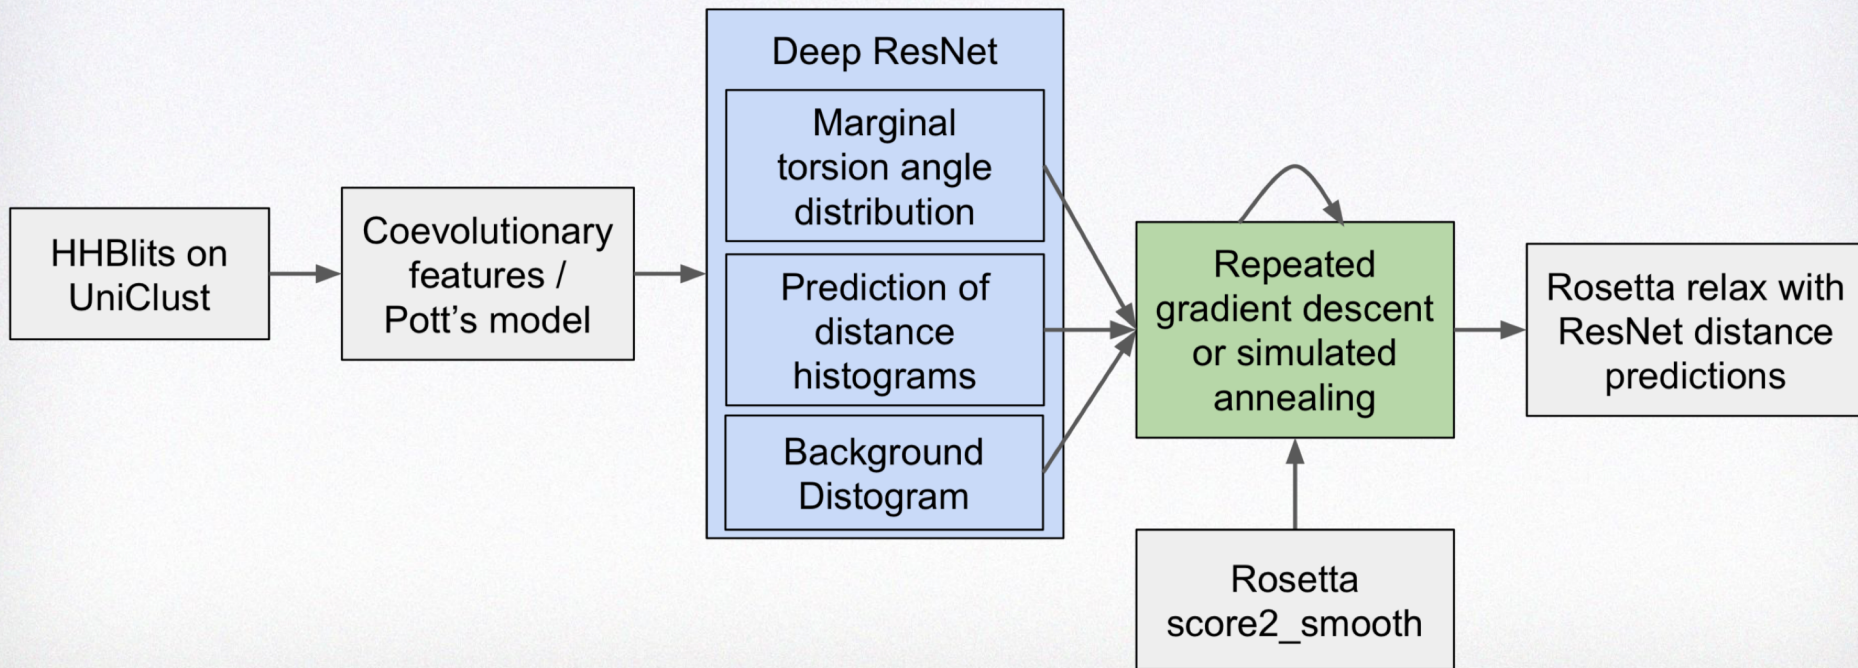 HHBlits on
UniClust
Coevolutionary
features /
Pott's model
Deep ResNet
Marginal
torsion angle
distribution
Prediction of
distance
histograms
Background
Distogram
Repeated
gradient descent
or simulated
annealing
Rosetta
score2_smooth
Rosetta relax with
ResNet distance
predictions